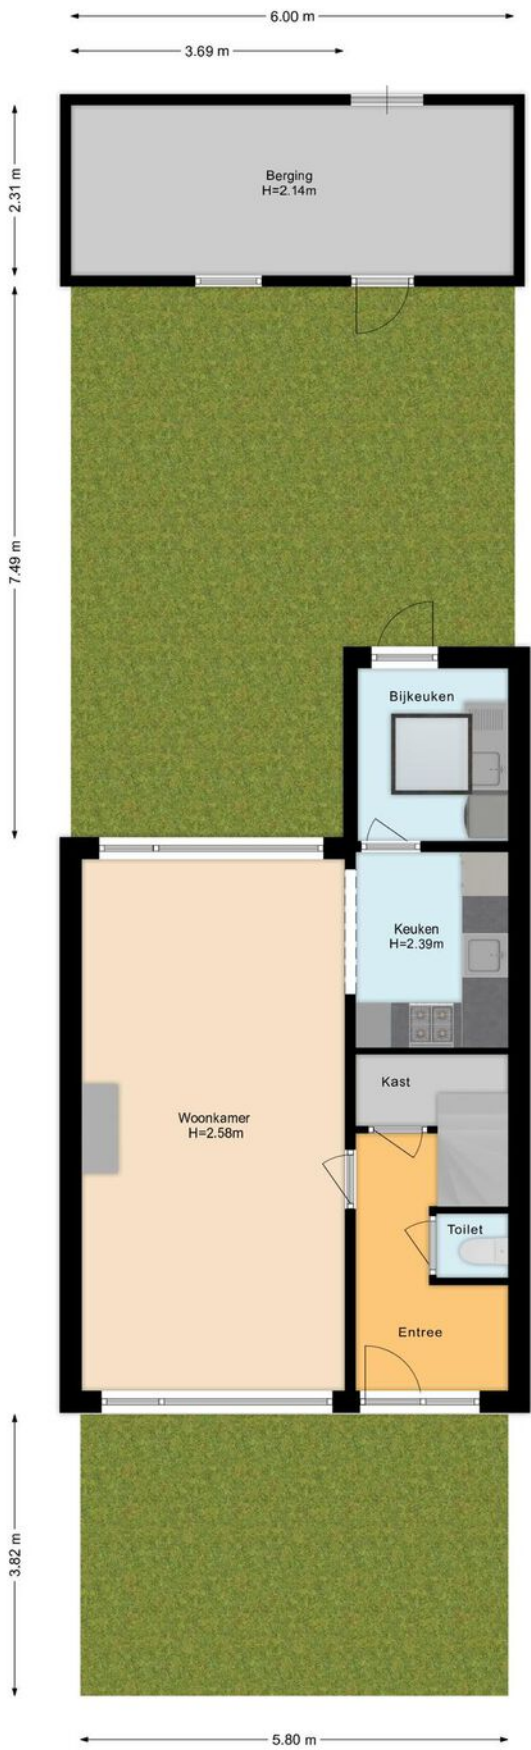 6.00 m
3.69 m
2.31 m
Berging
H=2.14m
7.49 m
Bijkeuken
Keuken
H=2.39m
Kast
Woonkamer
H=2.58m
Toilet
Entree
3.82 m
5.80 m